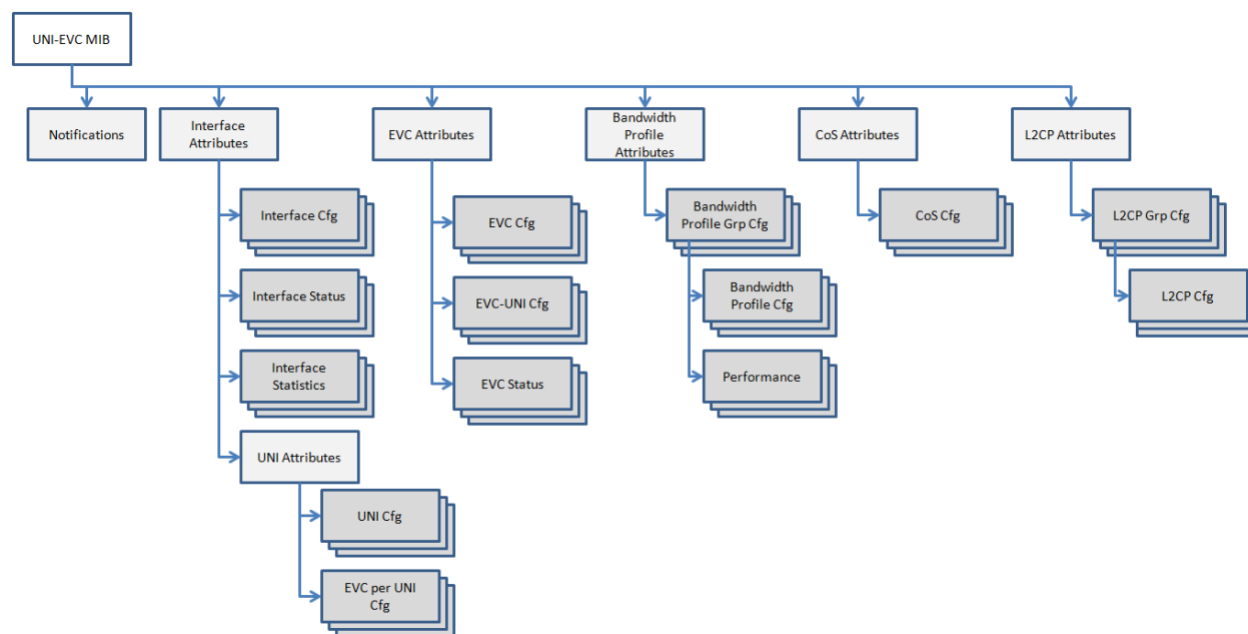 UNI-EVC MIB
Notifications
Interface
Attributes
EVC Attributes
Bandwidth
Profile
Attributes
CoS Attributes
L2CP Attributes
Interface Cfg
Interface Status
Interface
Statistics
UNI Attributes
UNI Cfg
EVC per UNI
Cfg
EVC Cfg
EVC-UNI Cfg
EVC Status
Bandwidth
Profile Grp Cfg
Bandwidth
Profile Cfg
Performance
CoS Cfg
L2CP Grp Cfg
L2CP Cfg